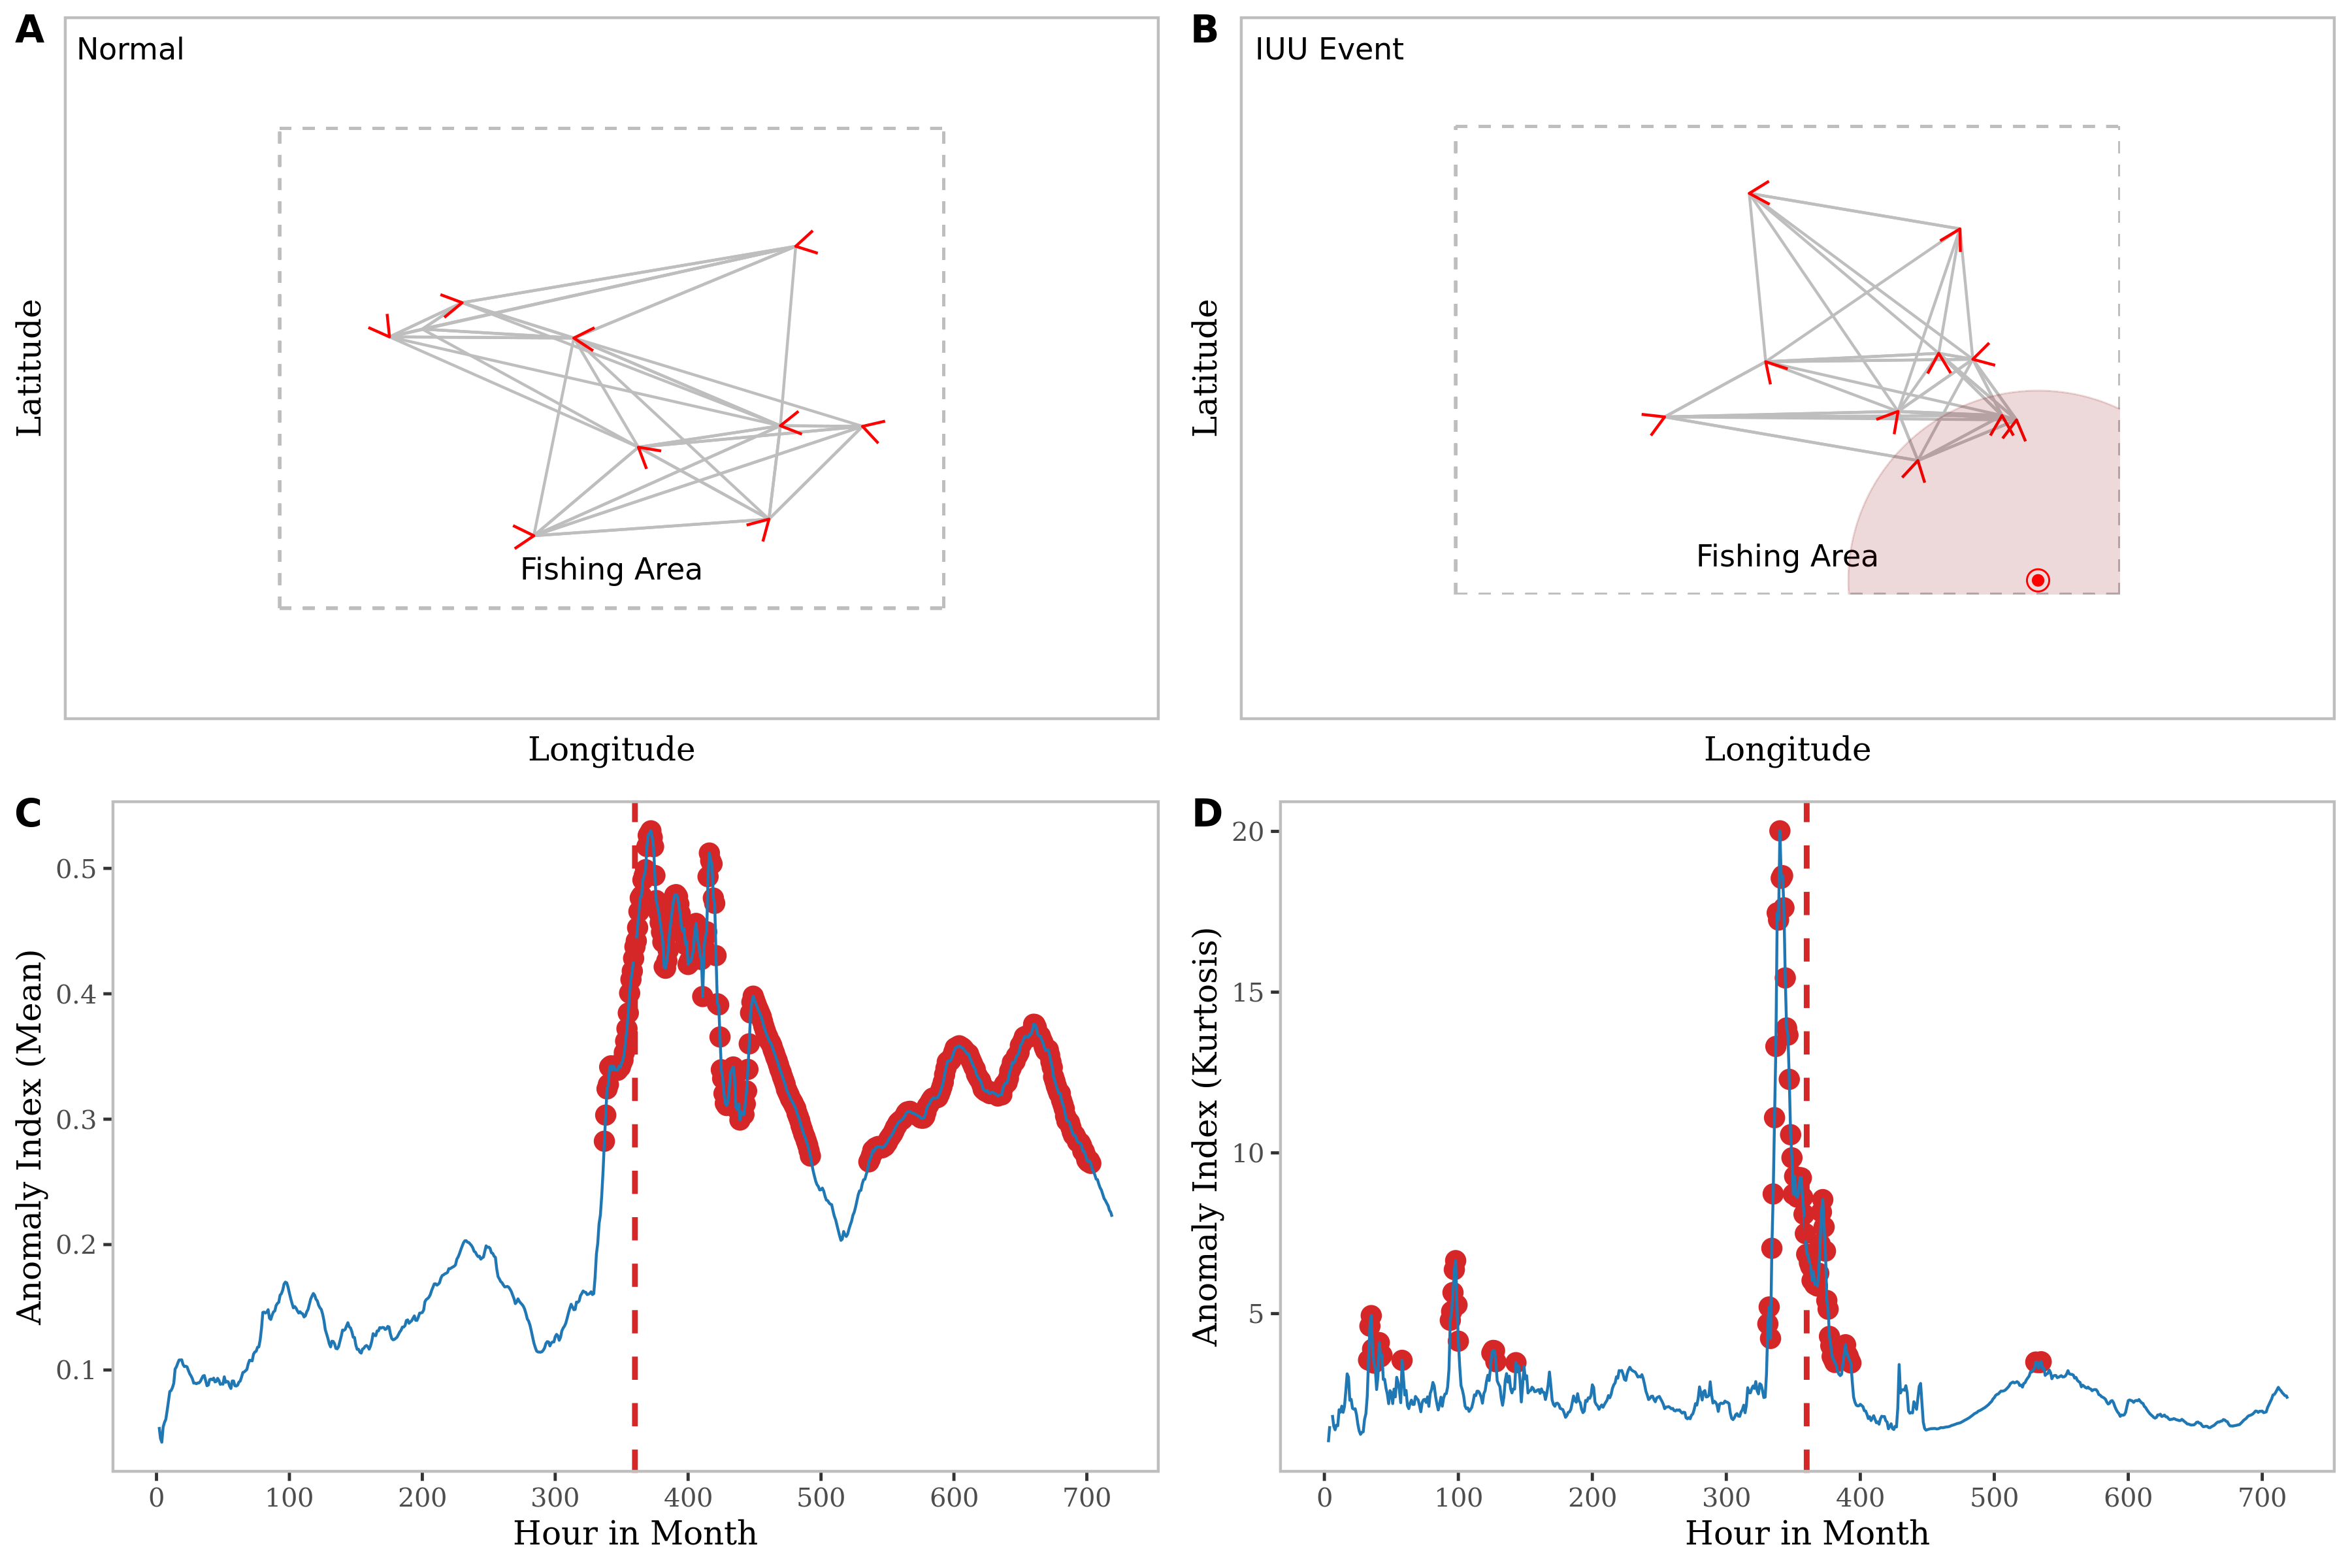 A
Normal
Fishing Area
Latitude
Longitude
B
IUU Event
Fishing Area
Latitude
Longitude
C
Anomaly Index (Mean)
0.5
0.4
0.3
0.2
0.1
0 100 200 300 400 500 600 700
Hour in Month
D
Anomaly Index (Kurtosis)
20
15
10
5
0 100 200 300 400 500 600 700
Hour in Month